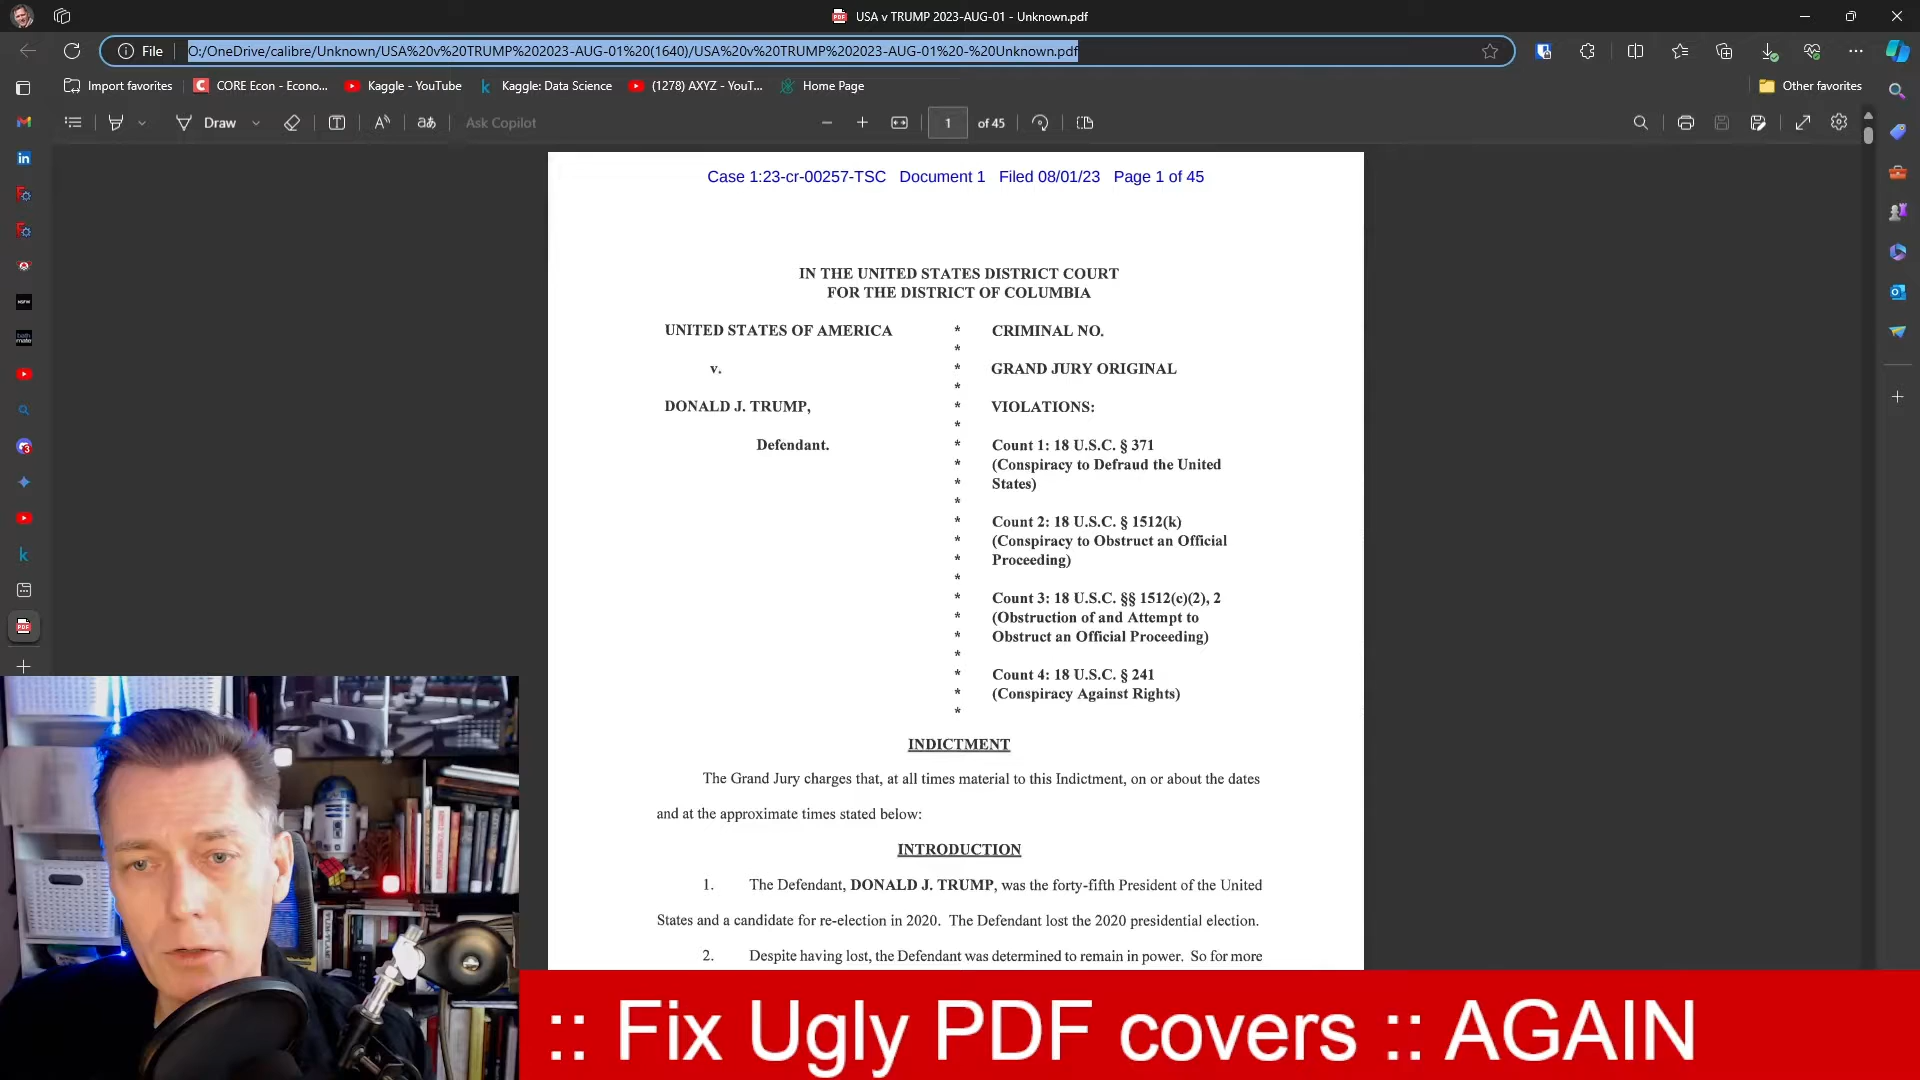 USA v TRUMP 2023-AUG-01 - Unknown.pdf
File
O:/OneDrive/calibre/Unknown/USA%20v%20TRUMP%202023-AUG-01%20(1640)/USA%20v%20TRUMP%202023-AUG-01%20-%20Unknown.pdf
Import favorites
CORE Econ - Econo...
Kaggle - YouTube
Kaggle: Data Science
(1278) AXYZ - YouT...
Home Page
Other favorites
Draw
Ask Copilot
1 of 45
Case 1:23-cr-00257-TSC Document 1 Filed 08/01/23 Page 1 of 45
IN THE UNITED STATES DISTRICT COURT
FOR THE DISTRICT OF COLUMBIA
UNITED STATES OF AMERICA * CRIMINAL NO.
*
v. * GRAND JURY ORIGINAL
*
DONALD J. TRUMP, * VIOLATIONS:
*
Defendant. * Count 1: 18 U.S.C. § 371
* (Conspiracy to Defraud the United
* States)
*
* Count 2: 18 U.S.C. § 1512(k)
* (Conspiracy to Obstruct an Official
* Proceeding)
*
* Count 3: 18 U.S.C. §§ 1512(c)(2), 2
* (Obstruction of and Attempt to
* Obstruct an Official Proceeding)
*
* Count 4: 18 U.S.C. § 241
* (Conspiracy Against Rights)
*
INDICTMENT
The Grand Jury charges that, at all times material to this Indictment, on or about the dates
and at the approximate times stated below:
INTRODUCTION
1. The Defendant, DONALD J. TRUMP, was the forty-fifth President of the United
States and a candidate for re-election in 2020. The Defendant lost the 2020 presidential election.
2. Despite having lost, the Defendant was determined to remain in power. So for more
:: Fix Ugly PDF covers :: AGAIN